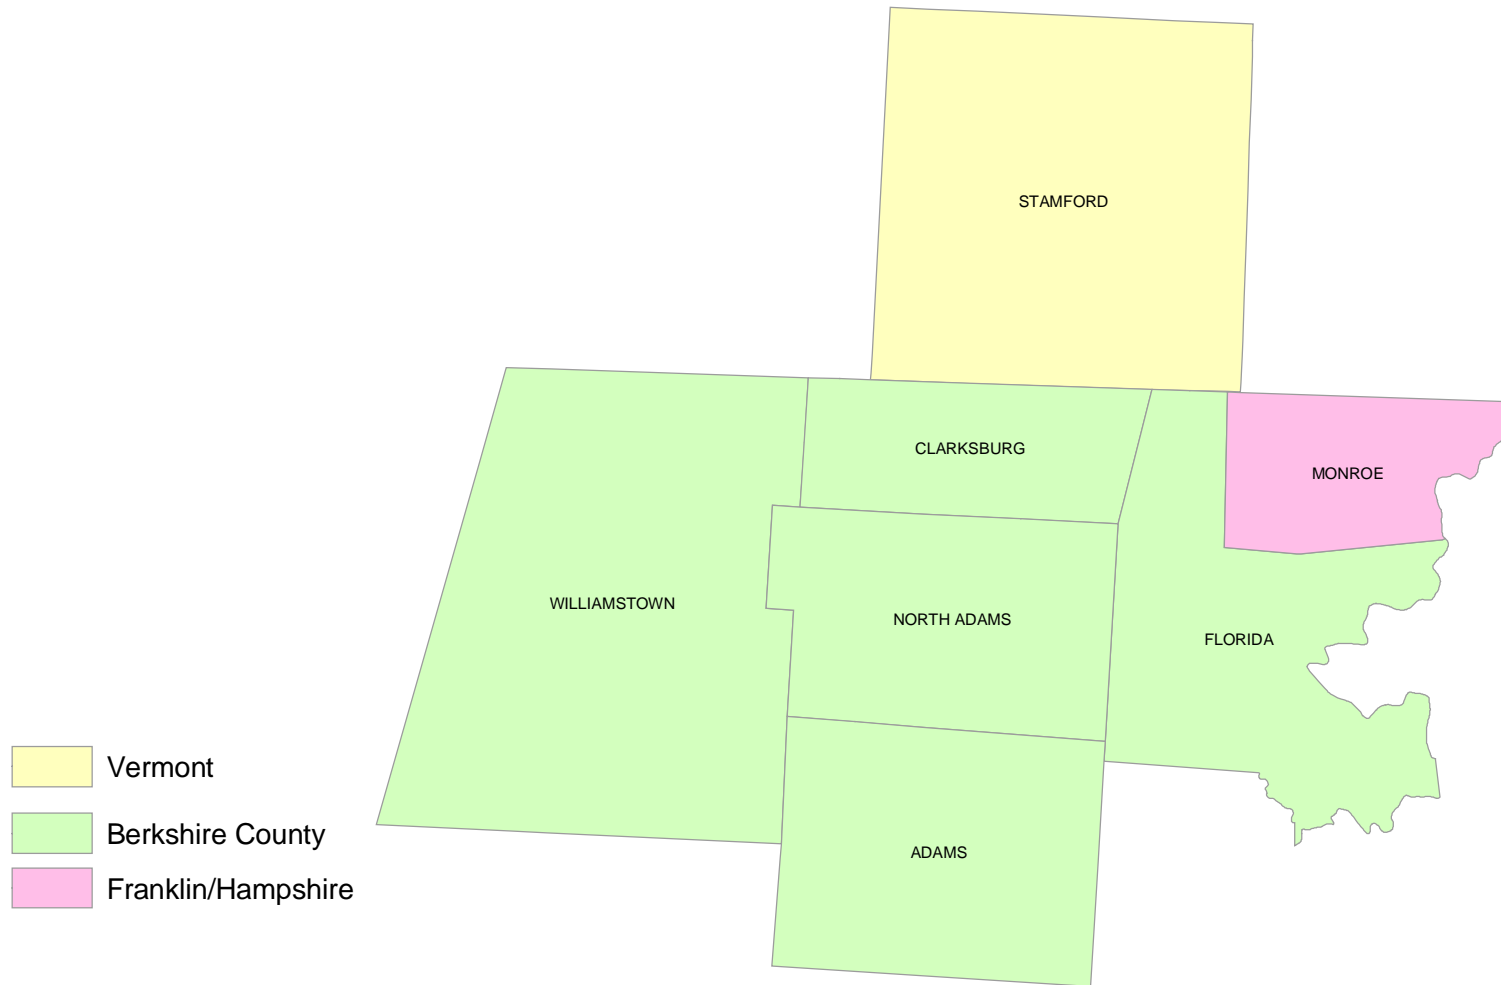 STAMFORD
CLARKSBURG
MONROE
WILLIAMSTOWN
NORTH ADAMS
FLORIDA
ADAMS
Vermont
Berkshire County
Franklin/Hampshire